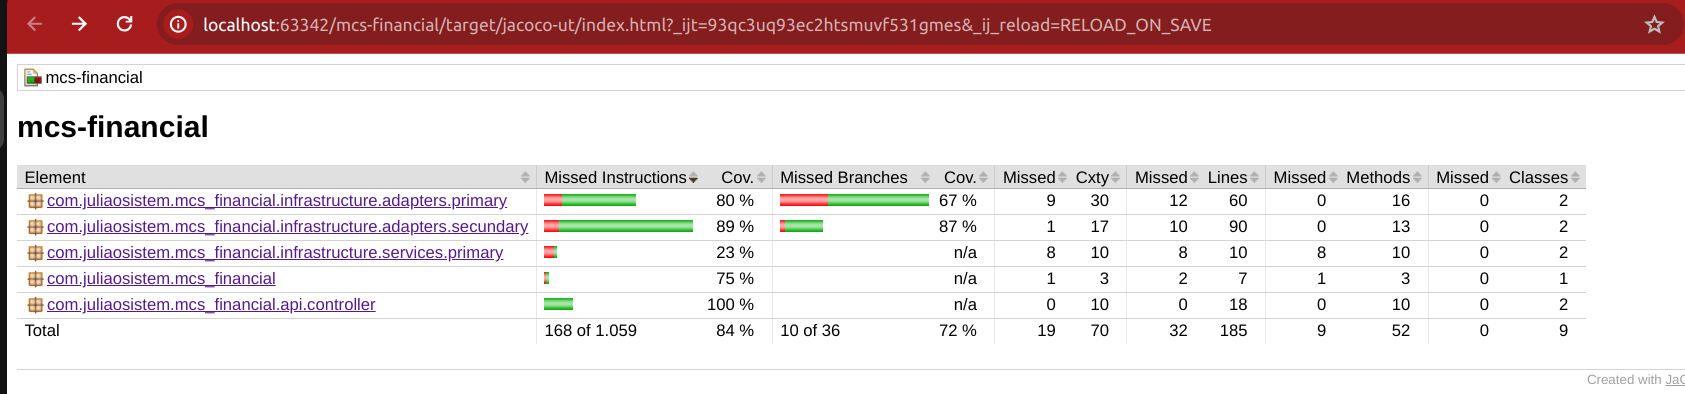 localhost:63342/mcs-financial/target/jacoco-ut/index.html?_ijt=93qc3uq93ec2htsmuvf531gmes&_ij_reload=RELOAD_ON_SAVE
mcs-financial
mcs-financial
Element Missed Instructions Cov. Missed Branches Cov. Missed Cxty Missed Lines Missed Methods Missed Classes
com.juliaosistem.mcs_financial.infrastructure.adapters.primary 80 % 67 % 9 30 12 60 0 16 0 2
com.juliaosistem.mcs_financial.infrastructure.adapters.secundary 89 % 87 % 1 17 10 90 0 13 0 2
com.juliaosistem.mcs_financial.infrastructure.services.primary 23 % n/a 8 10 8 10 8 10 0 2
com.juliaosistem.mcs_financial 75 % n/a 1 3 2 7 1 3 0 1
com.juliaosistem.mcs_financial.api.controller 100 % n/a 0 10 0 18 0 10 0 2
Total 168 of 1.059 84 % 10 of 36 72 % 19 70 32 185 9 52 0 9
Created with